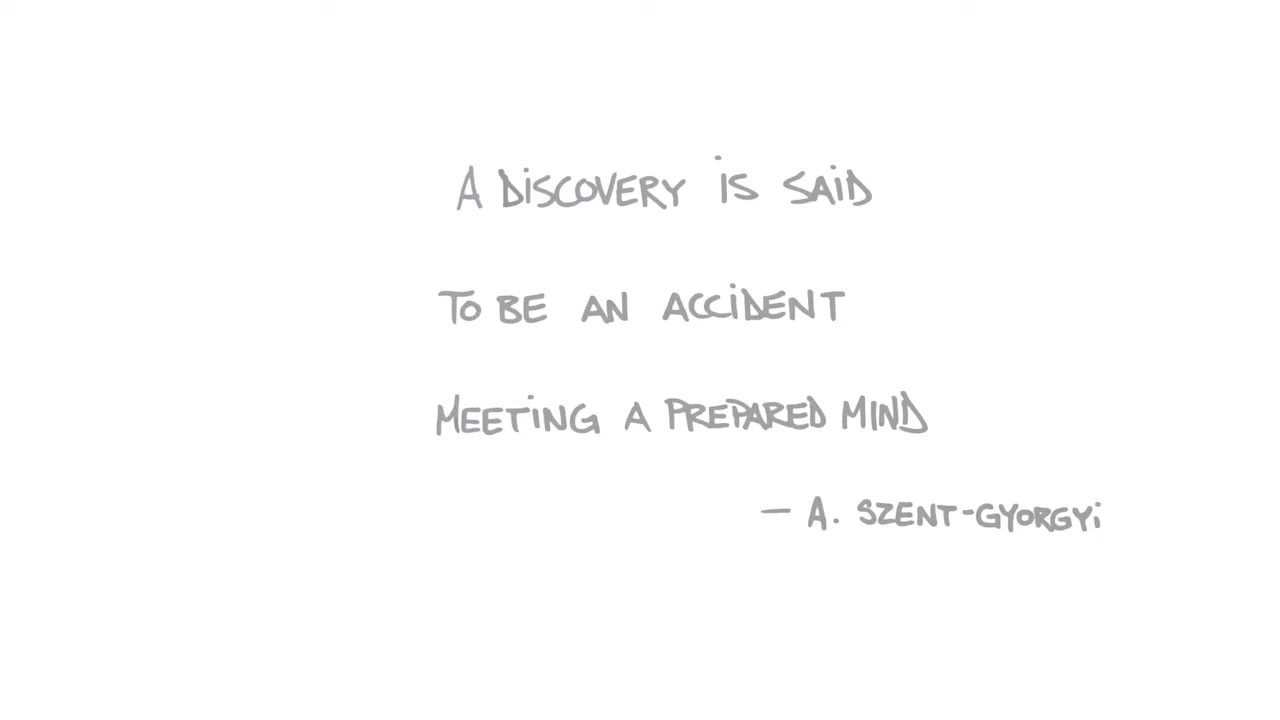 A DISCOVERY IS SAID
TO BE AN ACCIDENT
MEETING A PREPARED MIND
— A. SZENT-GYORGYI